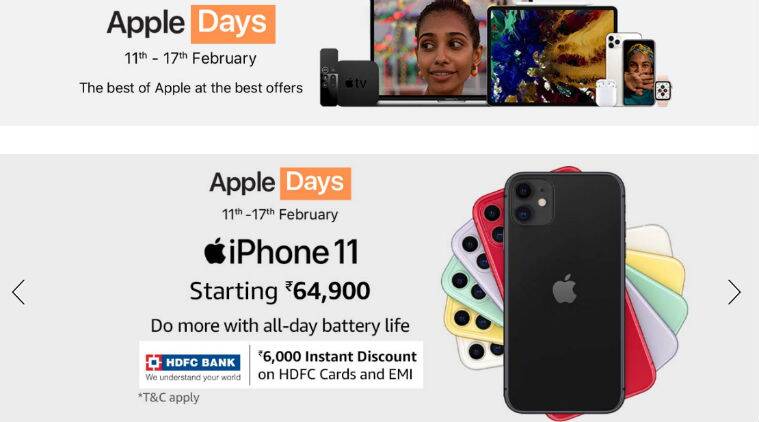 Apple Days
11th - 17th February
The best of Apple at the best offers
tv
Apple Days
11th -17th February
iPhone 11
Starting ₹64,900
Do more with all-day battery life
HDFC BANK
We understand your world
₹6,000 Instant Discount
on HDFC Cards and EMI
*T&C apply